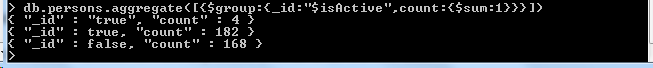 > db.persons.aggregate([{$group:{_id:"$isActive",count:{$sum:1}}}])
{ "_id" : "true", "count" : 4 }
{ "_id" : true, "count" : 182 }
{ "_id" : false, "count" : 168 }
>